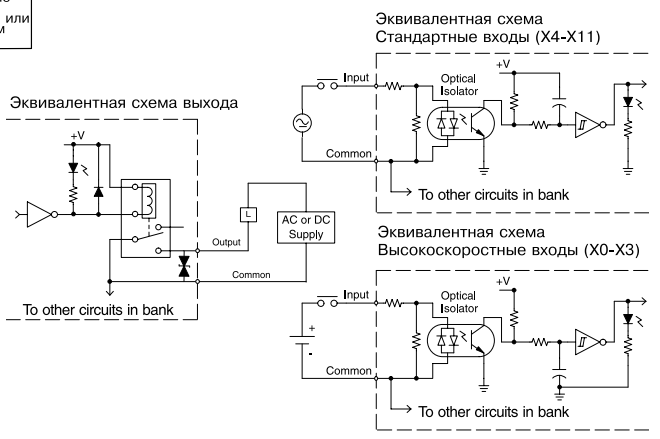 или
м
Эквивалентная схема выхода
+V
Output
L
AC or DC
Supply
Common
To other circuits in bank
Эквивалентная схема
Стандартные входы (X4-X11)
+V
Input
Optical
Isolator
Common
To other circuits in bank
Эквивалентная схема
Высокоскоростные входы (X0-X3)
+V
Input
Optical
Isolator
+
-
Common
To other circuits in bank